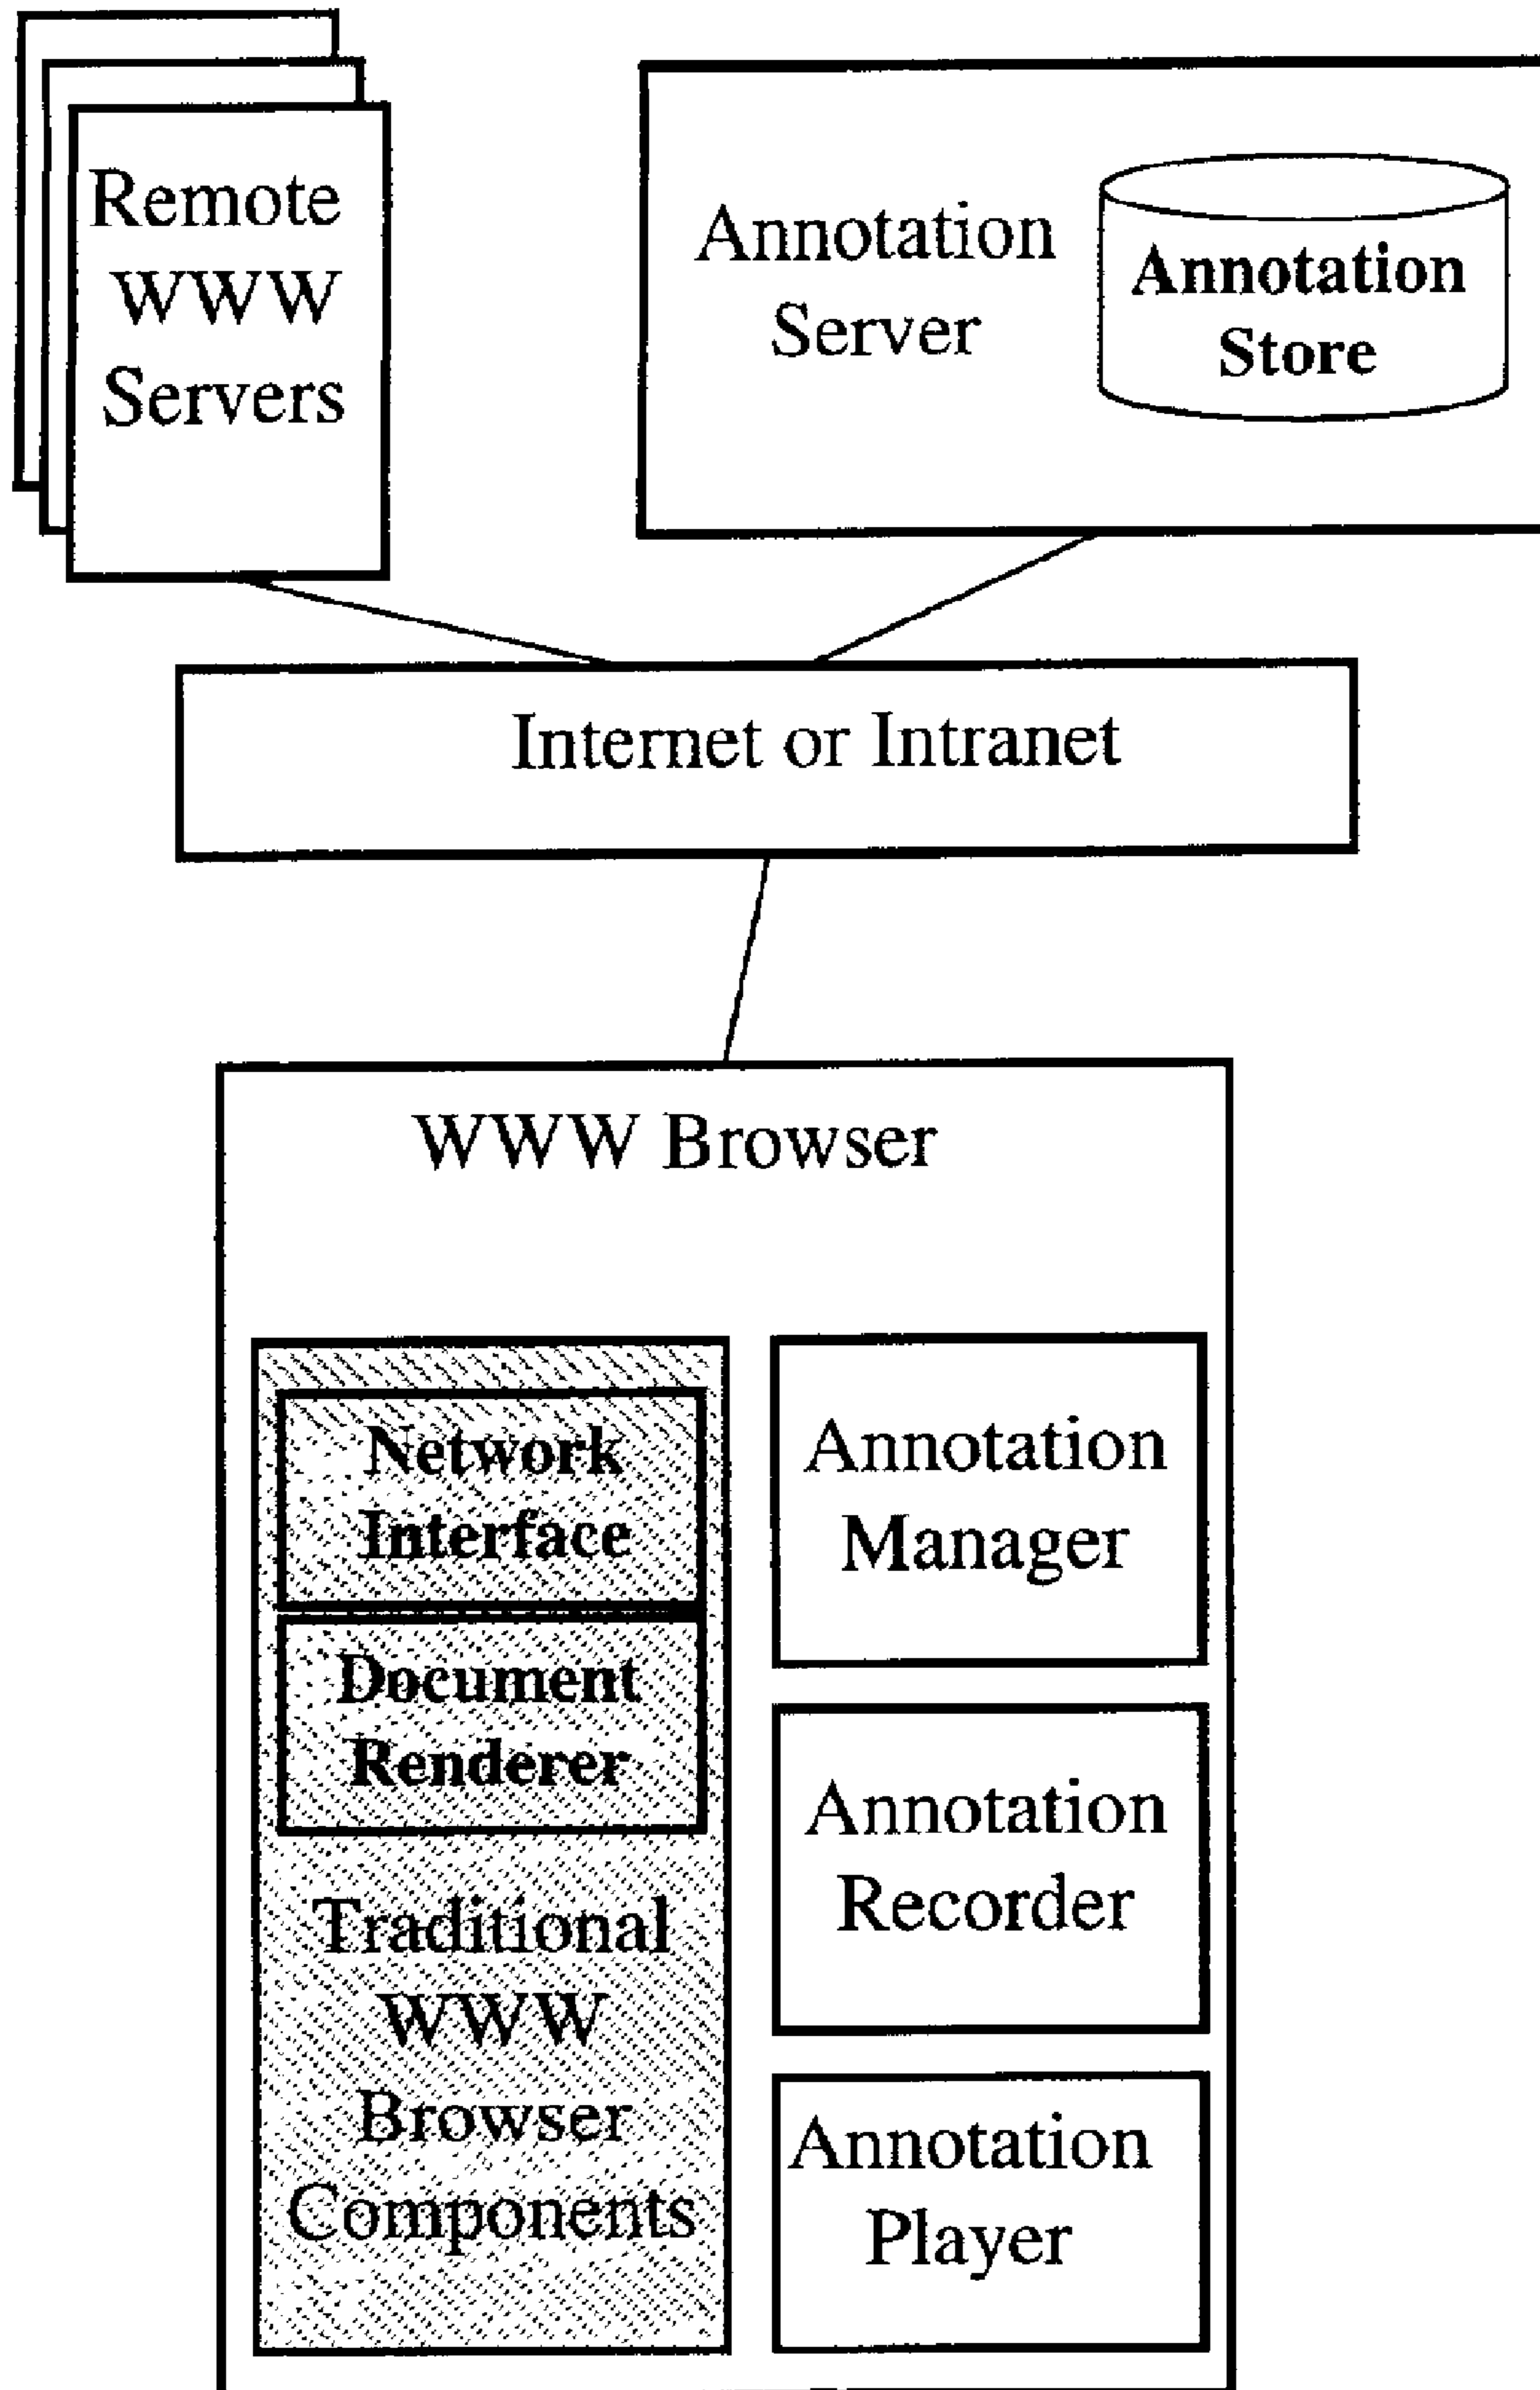 Remote
WWW
Servers
Annotation
Server
Annotation
Store
Internet or Intranet
WWW Browser
Network
Interface
Document
Renderer
Traditional
WWW
Browser
Components
Annotation
Manager
Annotation
Recorder
Annotation
Player